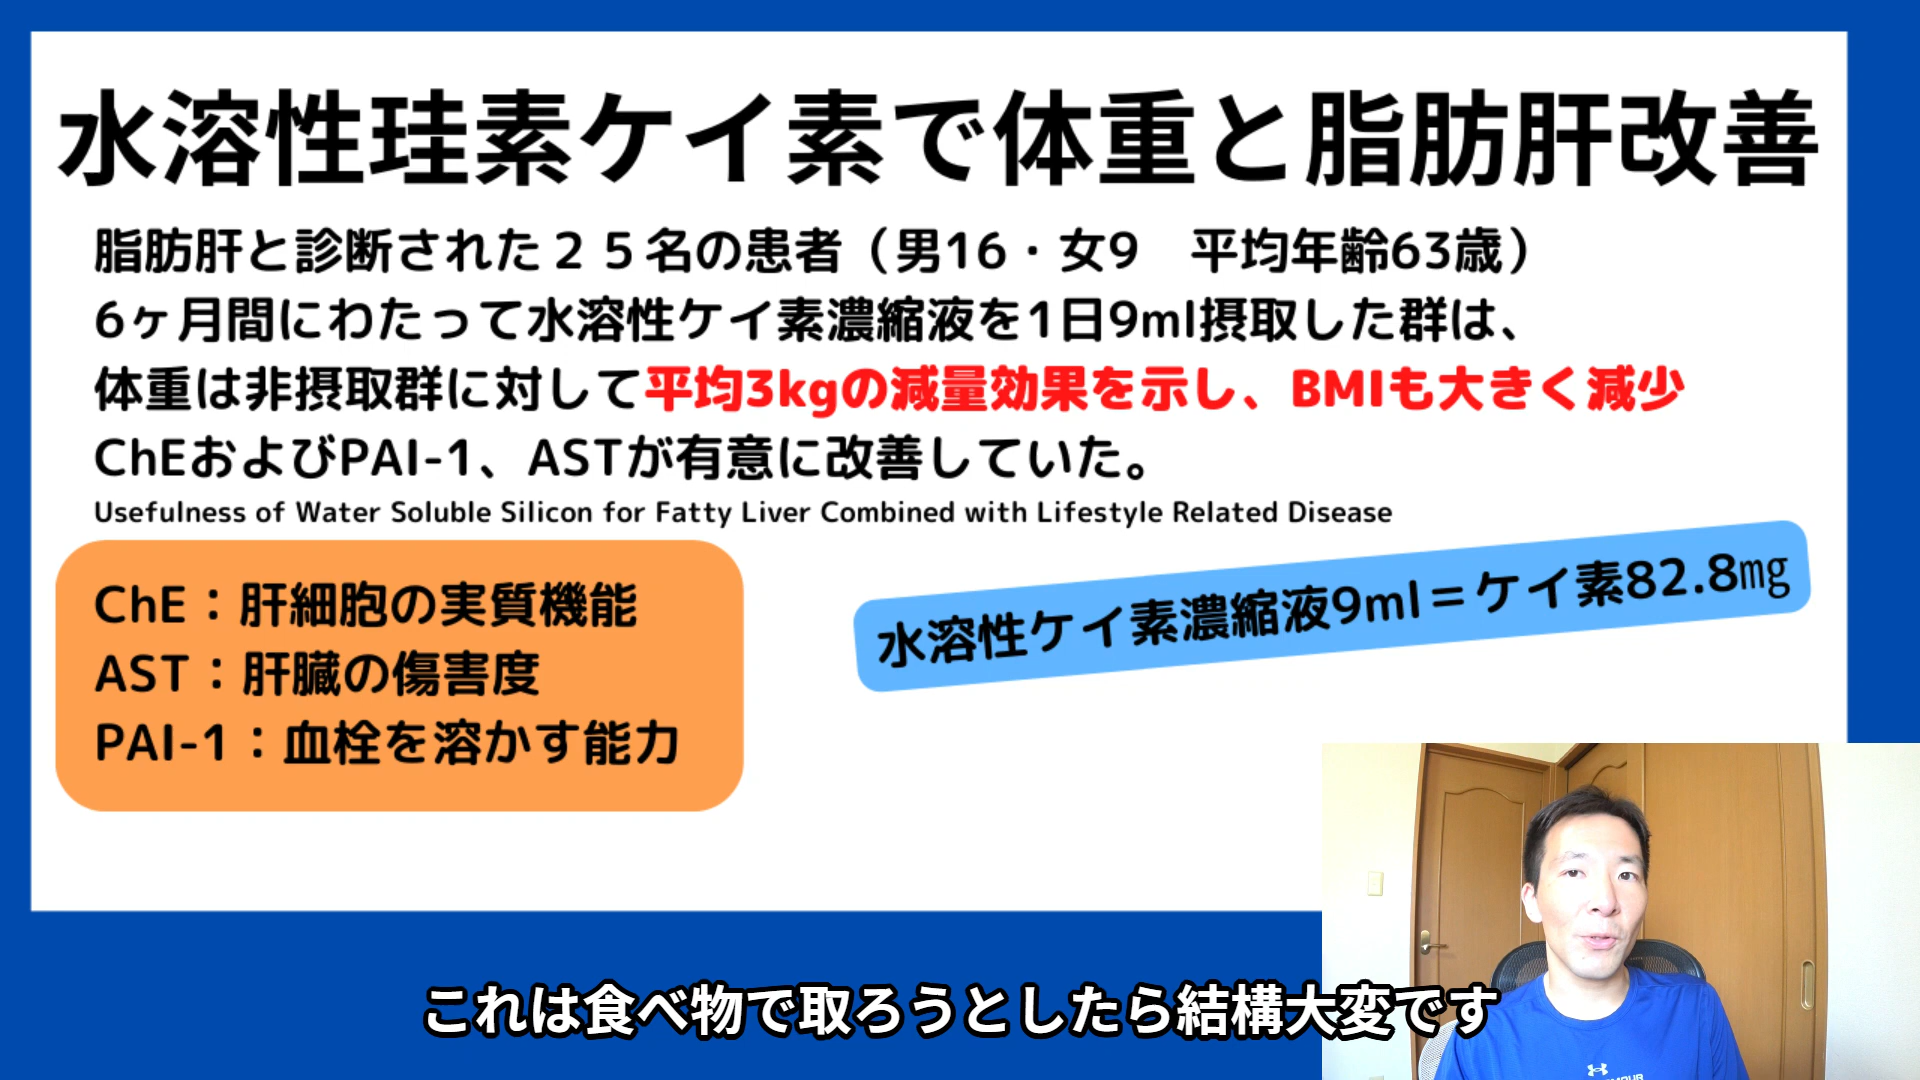 水溶性珪素ケイ素で体重と脂肪肝改善
脂肪肝と診断された２５名の患者（男16・女9　平均年齢63歳）
6ヶ月間にわたって水溶性ケイ素濃縮液を1日9ml摂取した群は、
体重は非摂取群に対して平均3kgの減量効果を示し、BMIも大きく減少
ChEおよびPAI-1、ASTが有意に改善していた。
Usefulness of Water Soluble Silicon for Fatty Liver Combined with Lifestyle Related Disease
ChE：肝細胞の実質機能
AST：肝臓の傷害度
PAI-1：血栓を溶かす能力
水溶性ケイ素濃縮液9ml＝ケイ素82.8㎎
これは食べ物で取ろうとしたら結構大変です